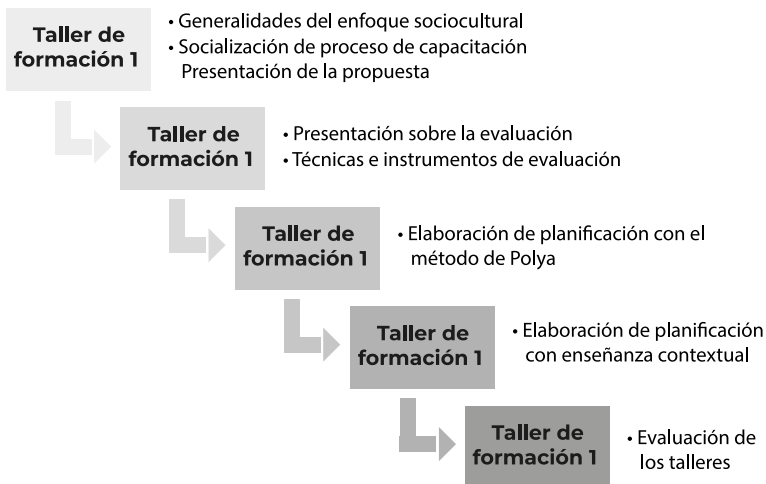 Taller de
formación 1
• Generalidades del enfoque sociocultural
• Socialización de proceso de capacitación
Presentación de la propuesta
Taller de
formación 1
• Presentación sobre la evaluación
• Técnicas e instrumentos de evaluación
Taller de
formación 1
• Elaboración de planificación con el
método de Polya
Taller de
formación 1
• Elaboración de planificación
con enseñanza contextual
Taller de
formación 1
• Evaluación de
los talleres